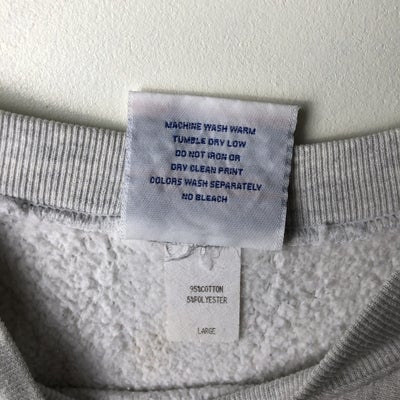 MACHINE WASH WARM
TUMBLE DRY LOW
DO NOT IRON OR
DRY CLEAN PRINT
COLORS WASH SEPARATELY
NO BLEACH
95%COTTON
5%POLYESTER
LARGE